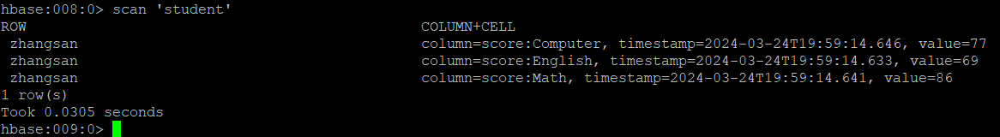 hbase:008:0> scan 'student'
ROW COLUMN+CELL
zhangsan column=score:Computer, timestamp=2024-03-24T19:59:14.646, value=77
zhangsan column=score:English, timestamp=2024-03-24T19:59:14.633, value=69
zhangsan column=score:Math, timestamp=2024-03-24T19:59:14.641, value=86
1 row(s)
Took 0.0305 seconds
hbase:009:0>